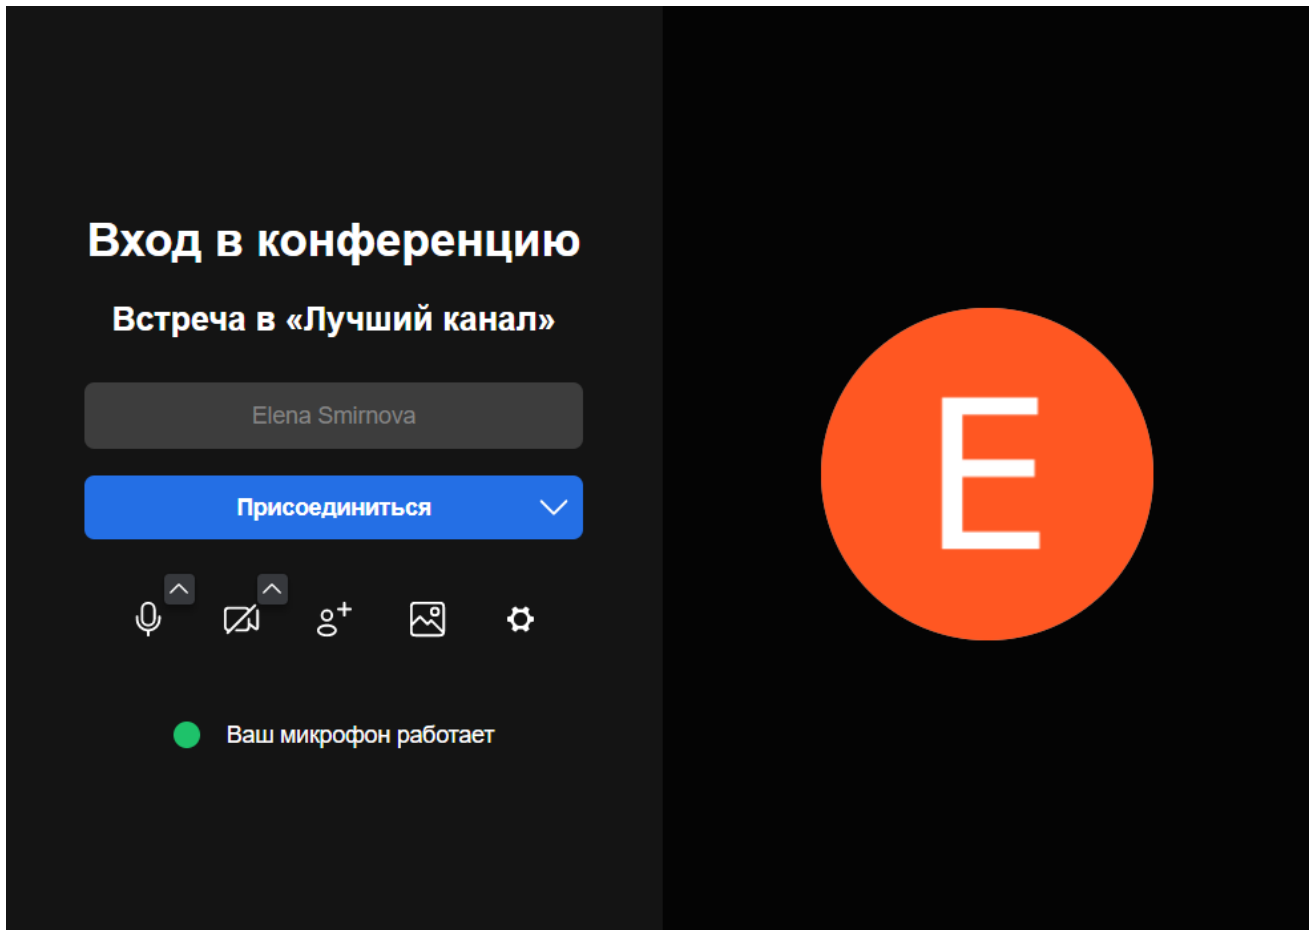 Вход в конференцию
Встреча в «Лучший канал»
Elena Smirnova
Присоединиться
Ваш микрофон работает
E